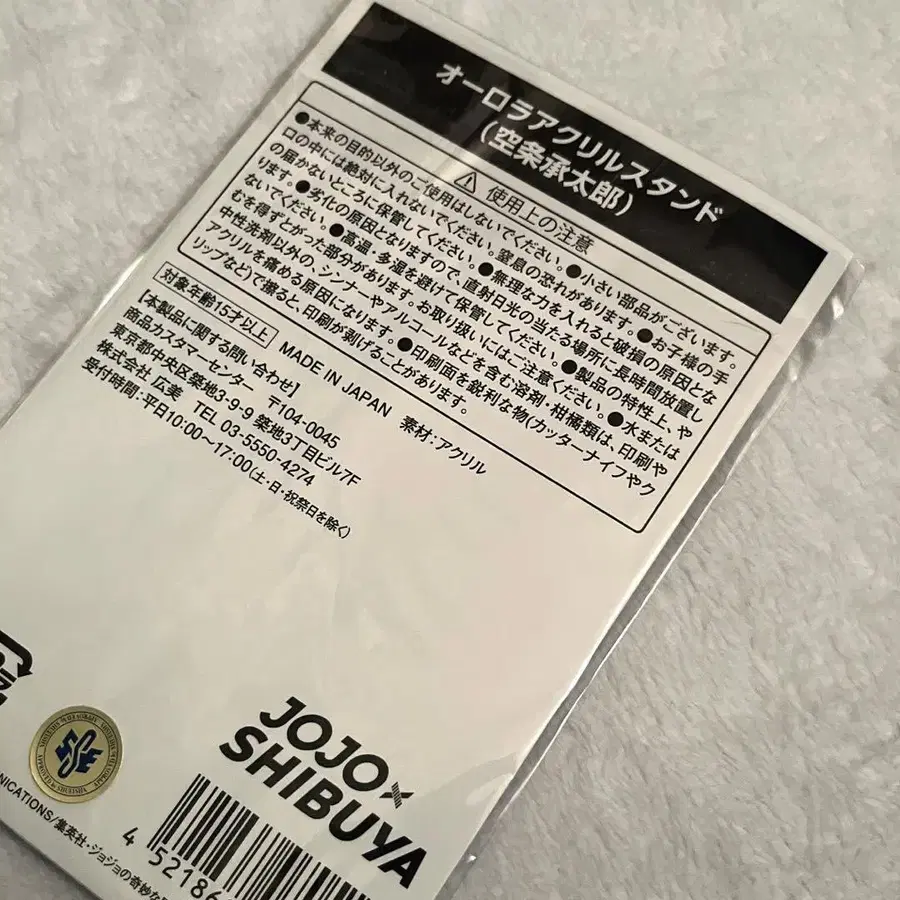 オーロラアクリルスタンド
(空条承太郎)
⚠ 使用上の注意
●本来の目的以外のご使用はしないでください。●小さい部品がございます。
口の中には絶対に入れないでください。窒息の恐れがあります。●お子様の手
の届かないところに保管してください。●無理な力を入れると破損の原因とな
ります。●劣化の原因となりますので、直射日光の当たる場所に長時間放置し
ないでください。●高温、多湿を避けて保管してください。●製品の特性上、や
むを得ずとがった部分があります。お取り扱いにはご注意ください。●水または
中性洗剤以外の、シンナーやアルコールなどを含む溶剤・柑橘類は、印刷や
アクリルを痛める原因になります。●印刷面を鋭利な物(カッターナイフやク
リップなど)で擦ると、印刷が剥げることがあります。
対象年齢15才以上 MADE IN JAPAN 素材:アクリル
【本製品に関する問い合わせ】
商品カスタマーセンター 〒104-0045
東京都中央区築地3-9-9 築地3丁目ビル7F
株式会社 広美 TEL 03-5550-4274
受付時間:平日10:00〜17:00(土・日・祝祭日を除く)
JOJO×
SHIBUYA
4 52186
NICATIONS/集英社・ジョジョの奇妙な